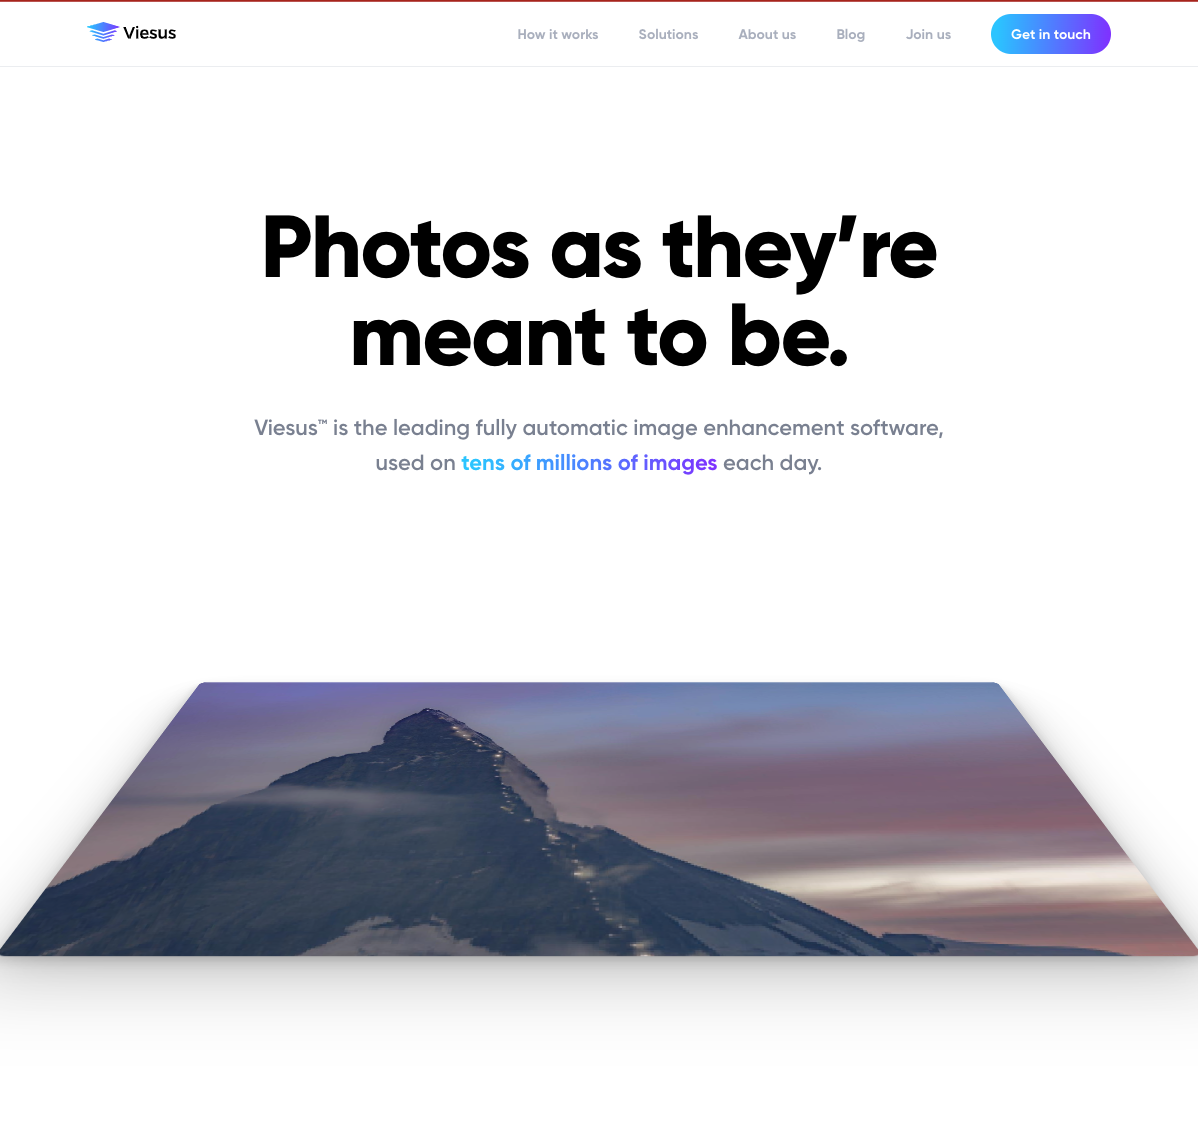 Viesus
How it works
Solutions
About us
Blog
Join us
Get in touch
Photos as they’re
meant to be.
Viesus™ is the leading fully automatic image enhancement software,
used on tens of millions of images each day.